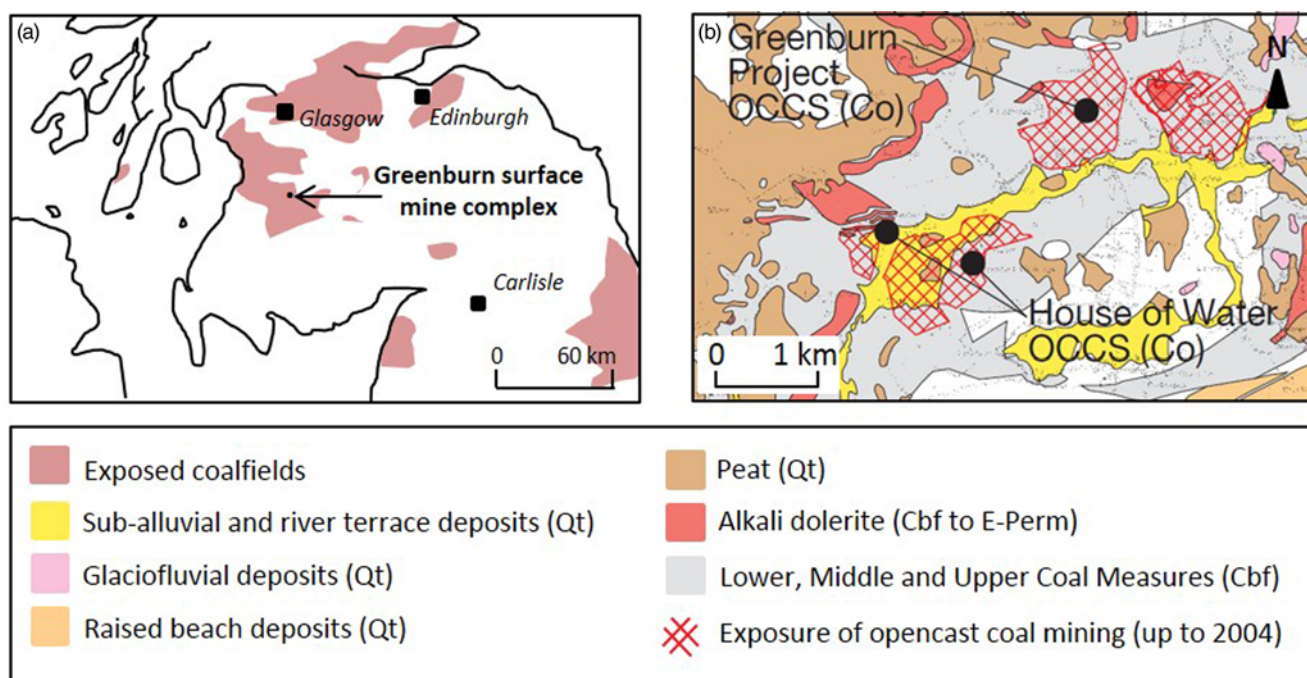 (a)
Glasgow
Edinburgh
Greenburn surface
mine complex
Carlisle
0 60 km
(b)
Greenburn
Project
OCCS (Co)
N
House of Water
OCCS (Co)
0 1 km
Exposed coalfields
Sub-alluvial and river terrace deposits (Qt)
Glaciofluvial deposits (Qt)
Raised beach deposits (Qt)
Peat (Qt)
Alkali dolerite (Cbf to E-Perm)
Lower, Middle and Upper Coal Measures (Cbf)
Exposure of opencast coal mining (up to 2004)